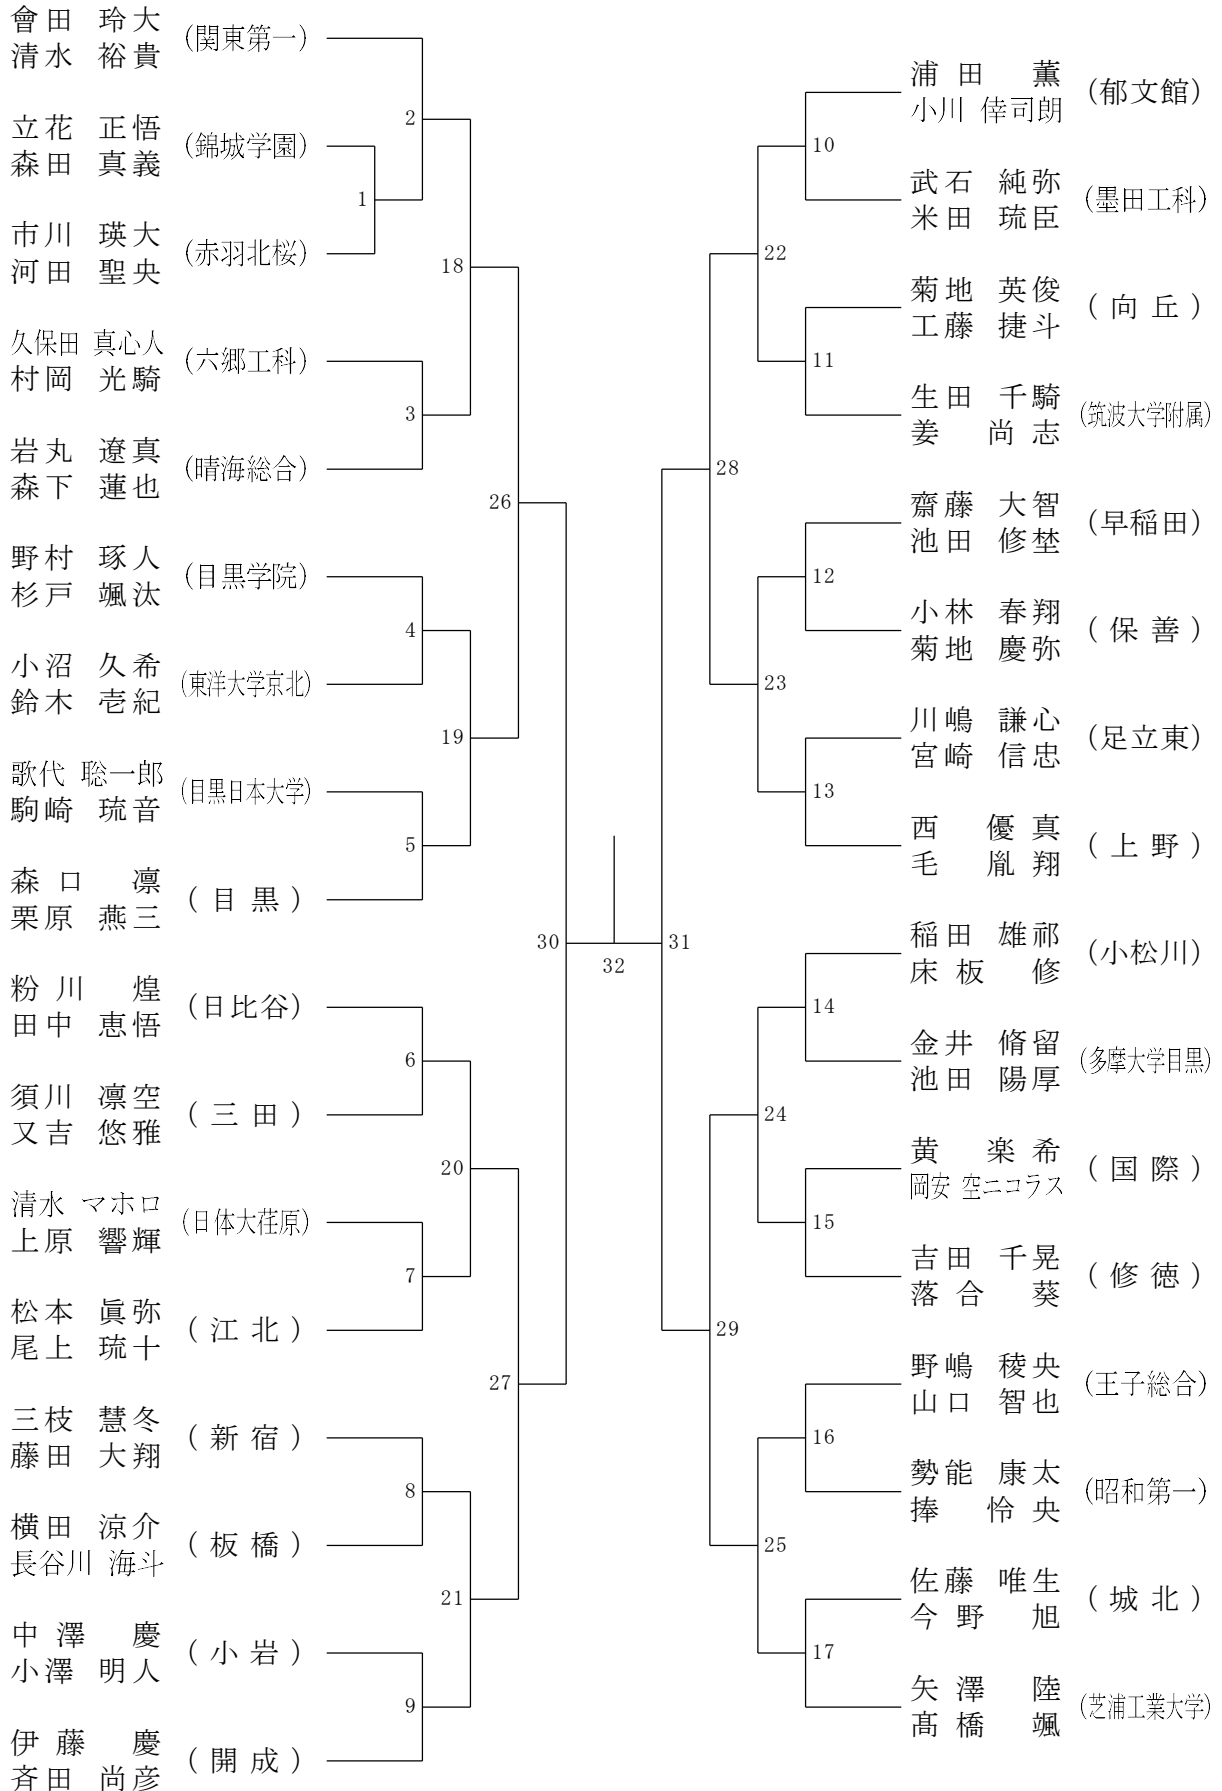 會田 玲大
清水 裕貴
(関東第一)
立花 正悟
森田 真義
(錦城学園)
市川 瑛大
河田 聖央
(赤羽北桜)
久保田 真心人
村岡 光騎
(六郷工科)
岩丸 遼真
森下 蓮也
(晴海総合)
野村 琢人
杉戸 颯汰
(目黒学院)
小沼 久希
鈴木 壱紀
(東洋大学京北)
歌代 聡一郎
駒崎 琉音
(目黒日本大学)
森口 凛
栗原 燕三
(目黒)
粉川 煌
田中 恵悟
(日比谷)
須川 凛空
又吉 悠雅
(三田)
清水 マホロ
上原 響輝
(日体大荏原)
松本 眞弥
尾上 琉十
(江北)
三枝 慧冬
藤田 大翔
(新宿)
横田 涼介
長谷川 海斗
(板橋)
中澤 慶
小澤 明人
(小岩)
伊藤 慶
斉田 尚彦
(開成)
1
2
3
4
5
6
7
8
9
18
19
20
21
26
27
30
32
31
28
29
22
23
24
25
10
11
12
13
14
15
16
17
浦田 薫
小川 倖司朗
(郁文館)
武石 純弥
米田 琉臣
(墨田工科)
菊地 英俊
工藤 捷斗
(向丘)
生田 千騎
姜 尚志
(筑波大学附属)
齋藤 大智
池田 修埜
(早稲田)
小林 春翔
菊地 慶弥
(保善)
川嶋 謙心
宮崎 信忠
(足立東)
西 優真
毛 胤翔
(上野)
稲田 雄祁
床板 修
(小松川)
金井 脩留
池田 陽厚
(多摩大学目黒)
黄 楽希
岡安 空ニコラス
(国際)
吉田 千晃
落合 葵
(修徳)
野嶋 稜央
山口 智也
(王子総合)
勢能 康太
捧 怜央
(昭和第一)
佐藤 唯生
今野 旭
(城北)
矢澤 陸
髙橋 颯
(芝浦工業大学)